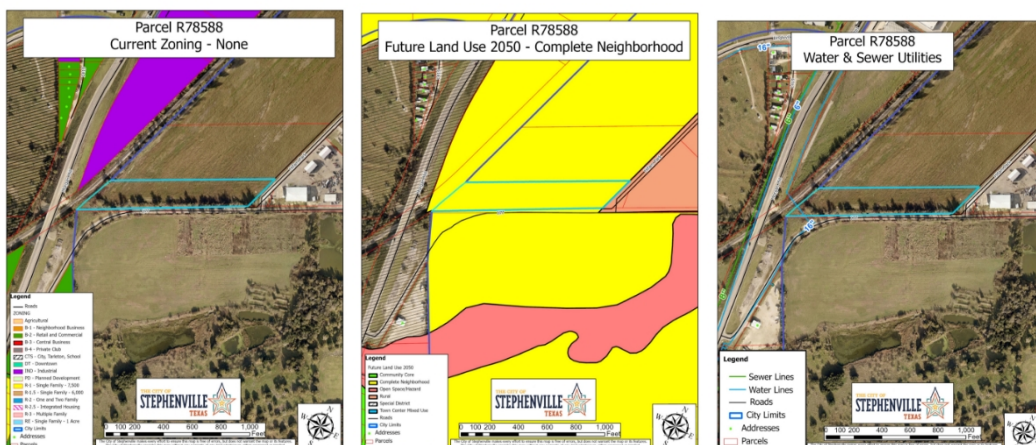 Parcel R78588
Current Zoning - None
Legend
Roads
ZONING
Agricultural
B-1 - Neighborhood Business
B-2 - Retail and Commercial
B-3 - Central Business
B-4 - Private Club
CTS - City, Tarleton, School
DT - Downtown
IND - Industrial
PD - Planned Development
R-1 - Single Family - 7,500
R-1.5 - Single Family - 6,000
R-2 - One and Two Family
R-2.5 - Integrated Housing
R-3 - Multiple Family
RE - Single Family - 1 Acre
City Limits
Addresses
Parcels
0 100 200 400 600 800 1,000
Feet
THE CITY OF
STEPHENVILLE
TEXAS
Parcel R78588
Future Land Use 2050 - Complete Neighborhood
Legend
Future Land Use 2050
Community Core
Complete Neighborhood
Open Space/Hazard
Rural
Special District
Town Center Mixed Use
Roads
City Limits
Addresses
Parcels
0 100 200 400 600 800 1,000
Feet
THE CITY OF
STEPHENVILLE
TEXAS
Parcel R78588
Water & Sewer Utilities
16"
6"
6"
16"
Legend
Sewer Lines
Water Lines
Roads
City Limits
Addresses
Parcels
0 100 200 400 600 800 1,000
Feet
THE CITY OF
STEPHENVILLE
TEXAS